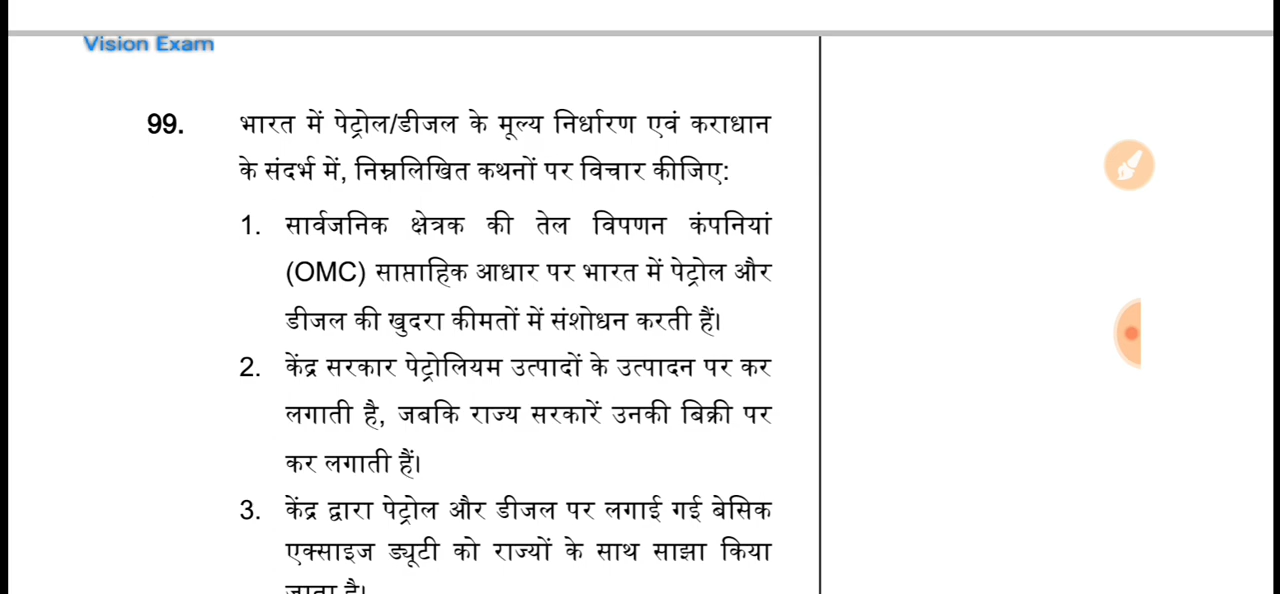 Vision Exam
99. भारत में पेट्रोल/डीजल के मूल्य निर्धारण एवं कराधान
के संदर्भ में, निम्नलिखित कथनों पर विचार कीजिए:
1. सार्वजनिक क्षेत्रक की तेल विपणन कंपनियां
(OMC) साप्ताहिक आधार पर भारत में पेट्रोल और
डीजल की खुदरा कीमतों में संशोधन करती हैं।
2. केंद्र सरकार पेट्रोलियम उत्पादों के उत्पादन पर कर
लगाती है, जबकि राज्य सरकारें उनकी बिक्री पर
कर लगाती हैं।
3. केंद्र द्वारा पेट्रोल और डीजल पर लगाई गई बेसिक
एक्साइज ड्यूटी को राज्यों के साथ साझा किया
जाता है।